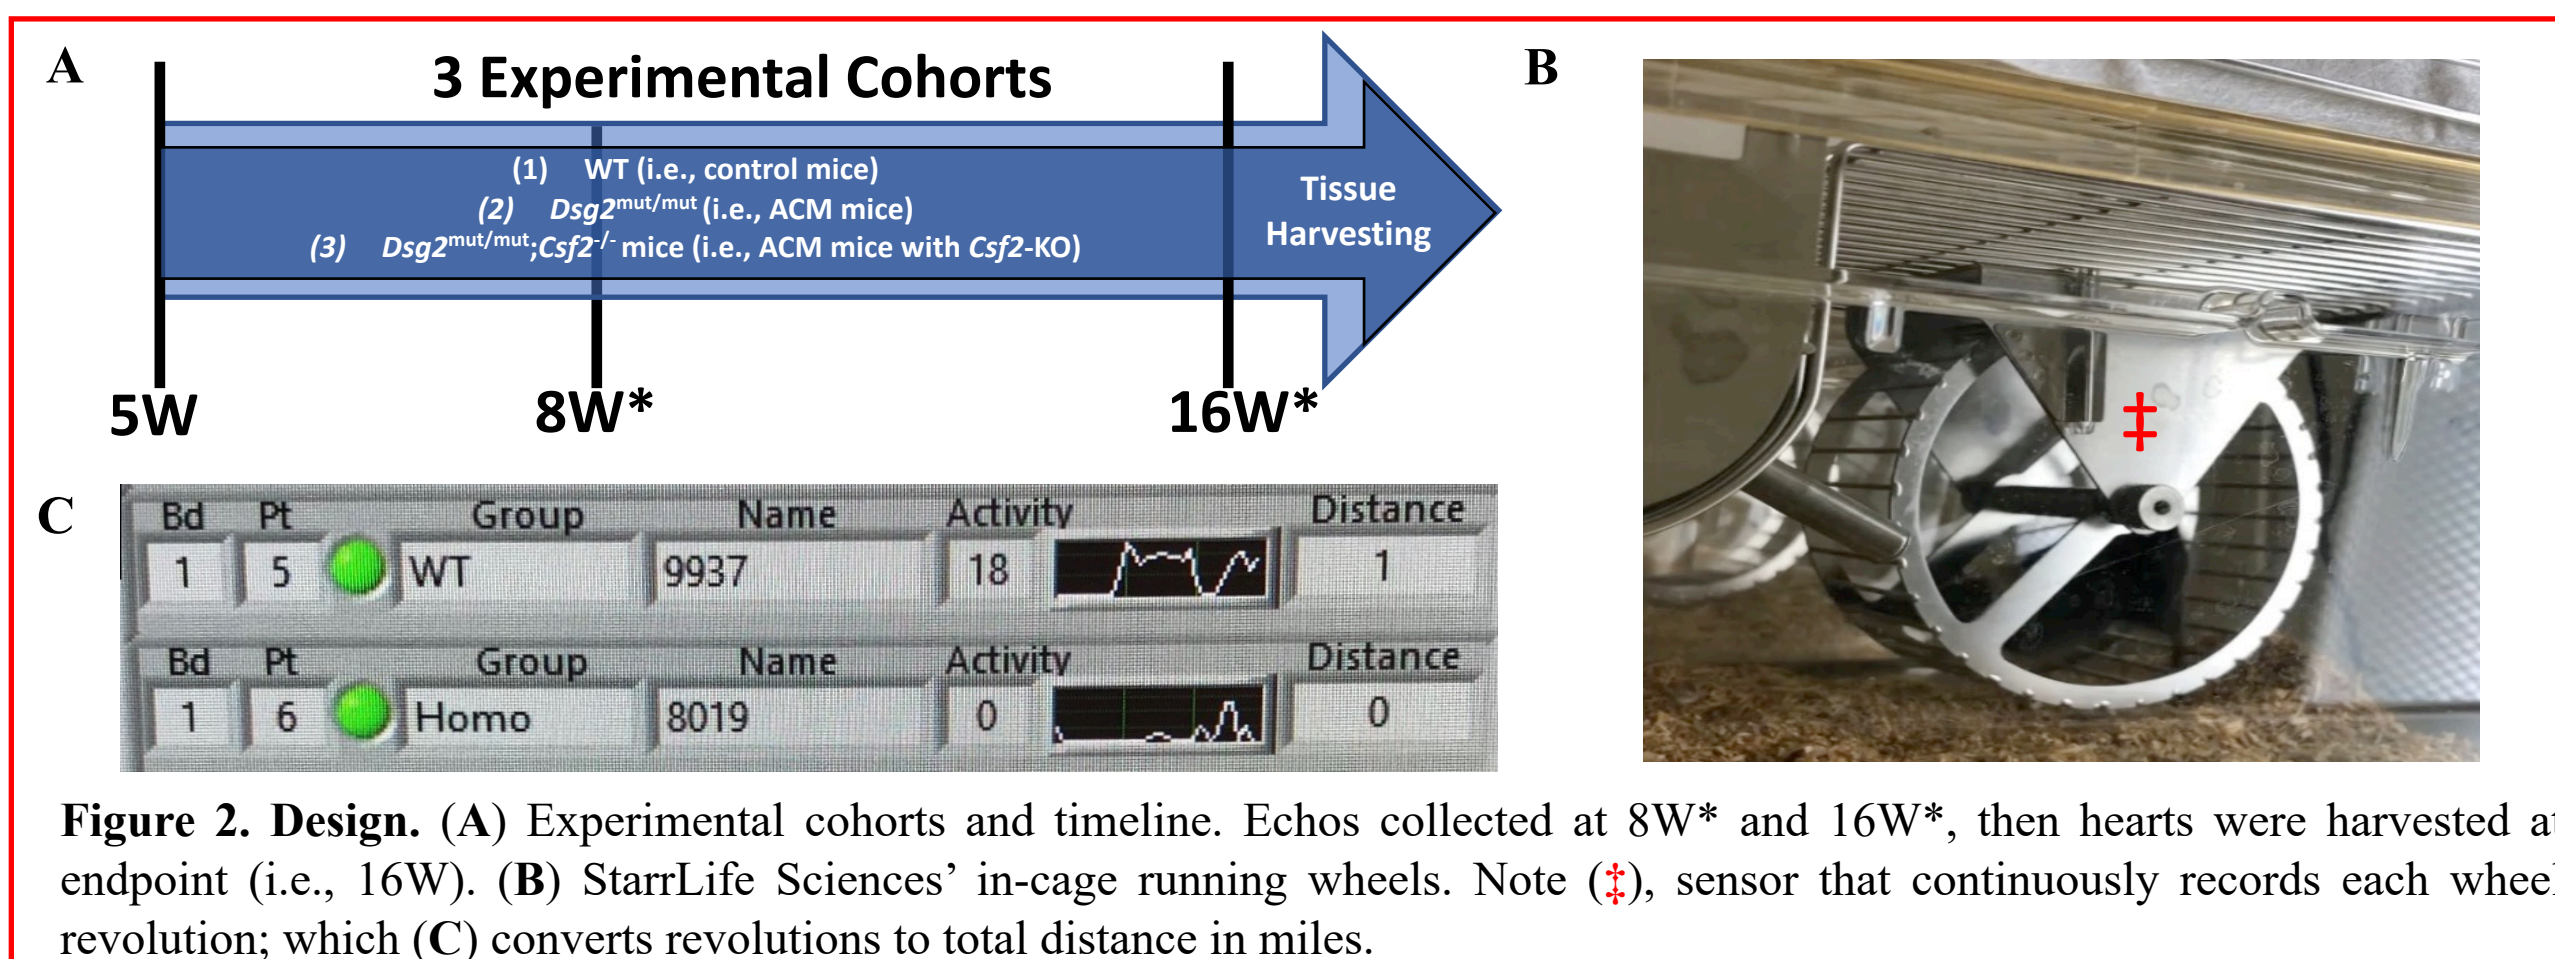 A
3 Experimental Cohorts
(1) WT (i.e., control mice)
(2) Dsg2mut/mut (i.e., ACM mice)
(3) Dsg2mut/mut;Csf2-/- mice (i.e., ACM mice with Csf2-KO)
Tissue
Harvesting
5W
8W*
16W*
B
‡
C
Bd Pt Group Name Activity Distance
1 5 WT 9937 18 1
Bd Pt Group Name Activity Distance
1 6 Homo 8019 0 0
Figure 2. Design. (A) Experimental cohorts and timeline. Echos collected at 8W* and 16W*, then hearts were harvested at
endpoint (i.e., 16W). (B) StarrLife Sciences’ in-cage running wheels. Note (‡), sensor that continuously records each wheel
revolution; which (C) converts revolutions to total distance in miles.